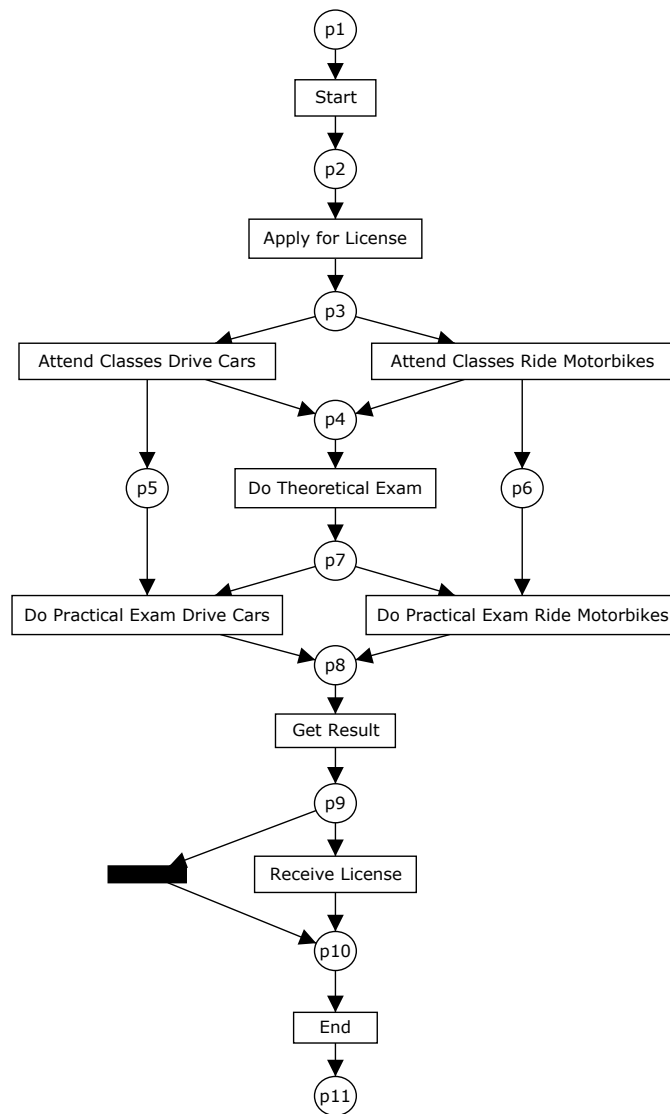 p1
Start
p2
Apply for License
p3
Attend Classes Drive Cars
Attend Classes Ride Motorbikes
p4
p5
Do Theoretical Exam
p6
p7
Do Practical Exam Drive Cars
Do Practical Exam Ride Motorbikes
p8
Get Result
p9
Receive License
p10
End
p11